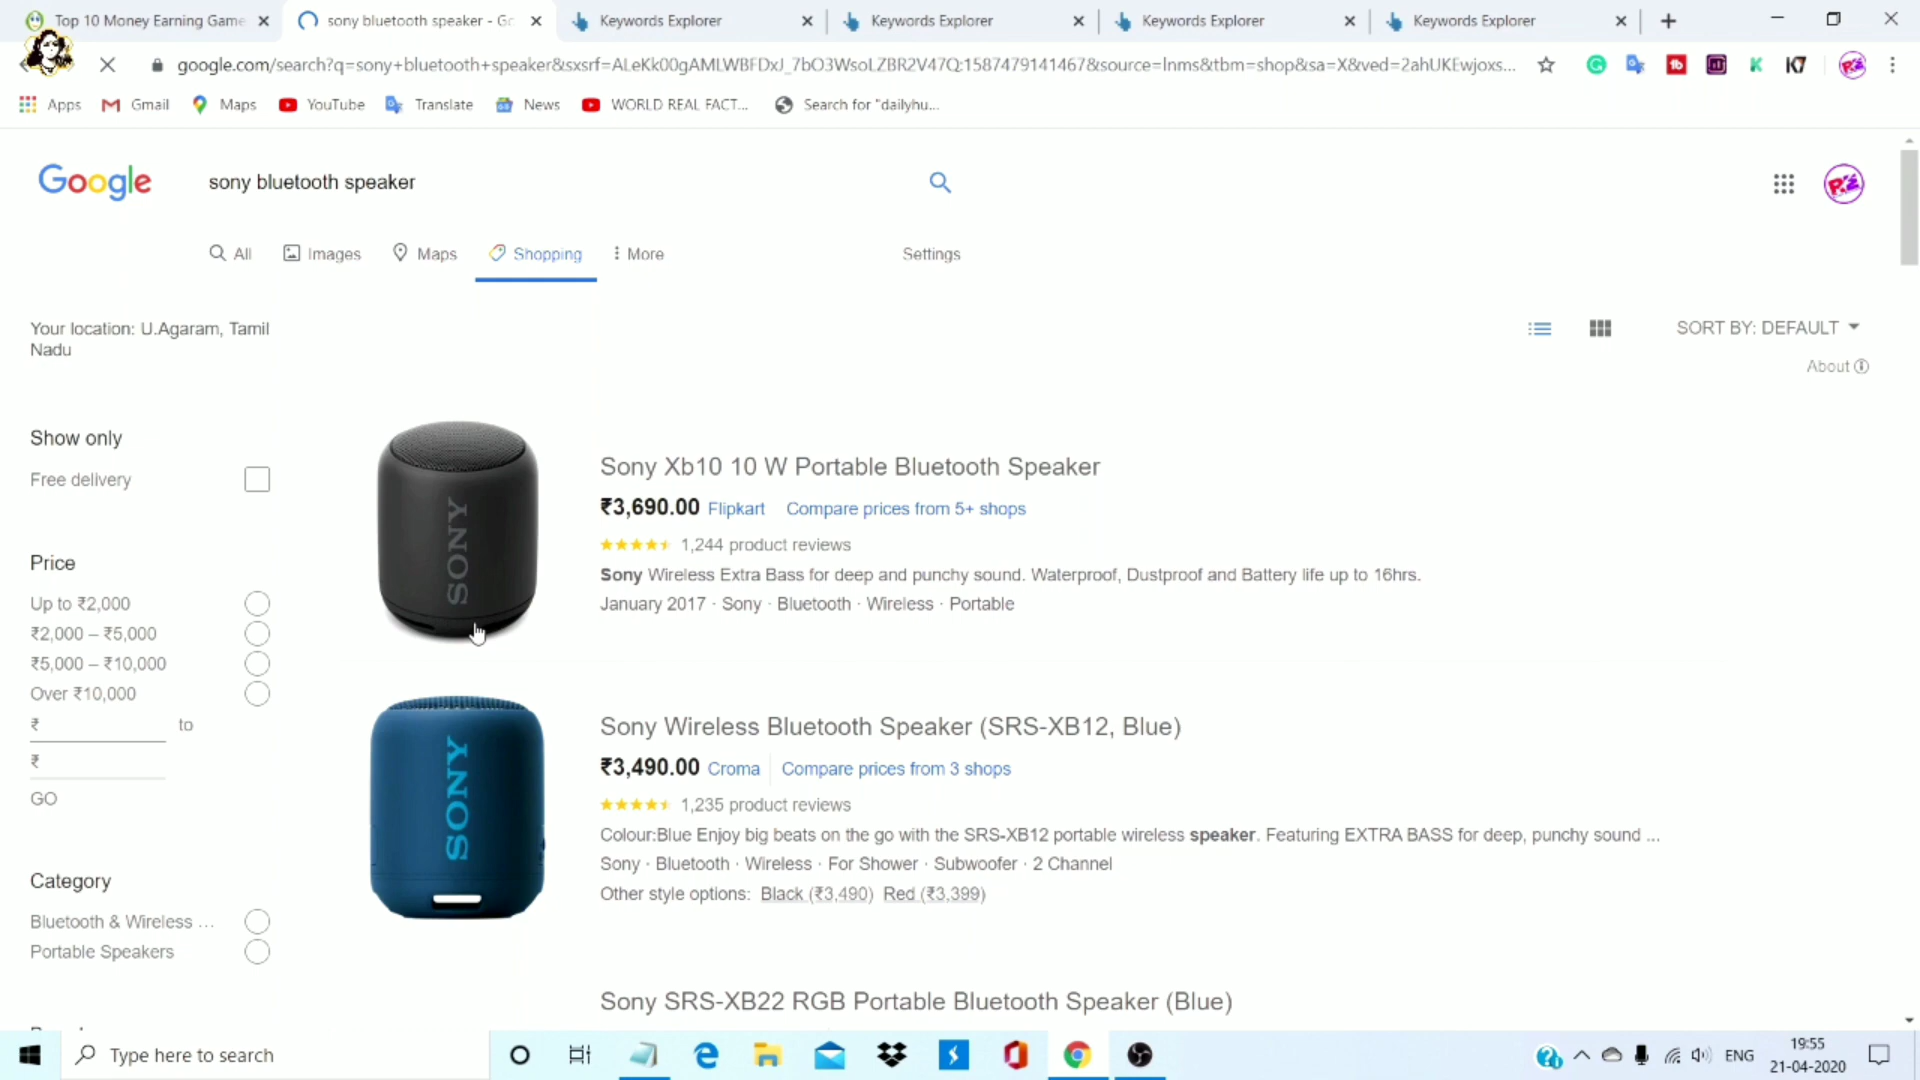 Top 10 Money Earning Game
sony bluetooth speaker - Go
Keywords Explorer
Keywords Explorer
Keywords Explorer
Keywords Explorer
google.com/search?q=sony+bluetooth+speaker&sxsrf=ALeKk00gAMLWBFDxJ_7bO3WsoLZBR2V47Q:1587479141467&source=lnms&tbm=shop&sa=X&ved=2ahUKEwjoxs...
Apps
Gmail
Maps
YouTube
Translate
News
WORLD REAL FACT...
Search for "dailyhu...
Google
sony bluetooth speaker
All
Images
Maps
Shopping
More
Settings
Your location: U.Agaram, Tamil
Nadu
SORT BY: DEFAULT
About
Show only
Free delivery
Price
Up to ₹2,000
₹2,000 – ₹5,000
₹5,000 – ₹10,000
Over ₹10,000
₹ to
₹
GO
Category
Bluetooth & Wireless ...
Portable Speakers
SONY
Sony Xb10 10 W Portable Bluetooth Speaker
₹3,690.00 Flipkart Compare prices from 5+ shops
1,244 product reviews
Sony Wireless Extra Bass for deep and punchy sound. Waterproof, Dustproof and Battery life up to 16hrs.
January 2017 · Sony · Bluetooth · Wireless · Portable
SONY
Sony Wireless Bluetooth Speaker (SRS-XB12, Blue)
₹3,490.00 Croma Compare prices from 3 shops
1,235 product reviews
Colour:Blue Enjoy big beats on the go with the SRS-XB12 portable wireless speaker. Featuring EXTRA BASS for deep, punchy sound ...
Sony · Bluetooth · Wireless · For Shower · Subwoofer · 2 Channel
Other style options: Black (₹3,490) Red (₹3,399)
Sony SRS-XB22 RGB Portable Bluetooth Speaker (Blue)
Type here to search
ENG
19:55
21-04-2020